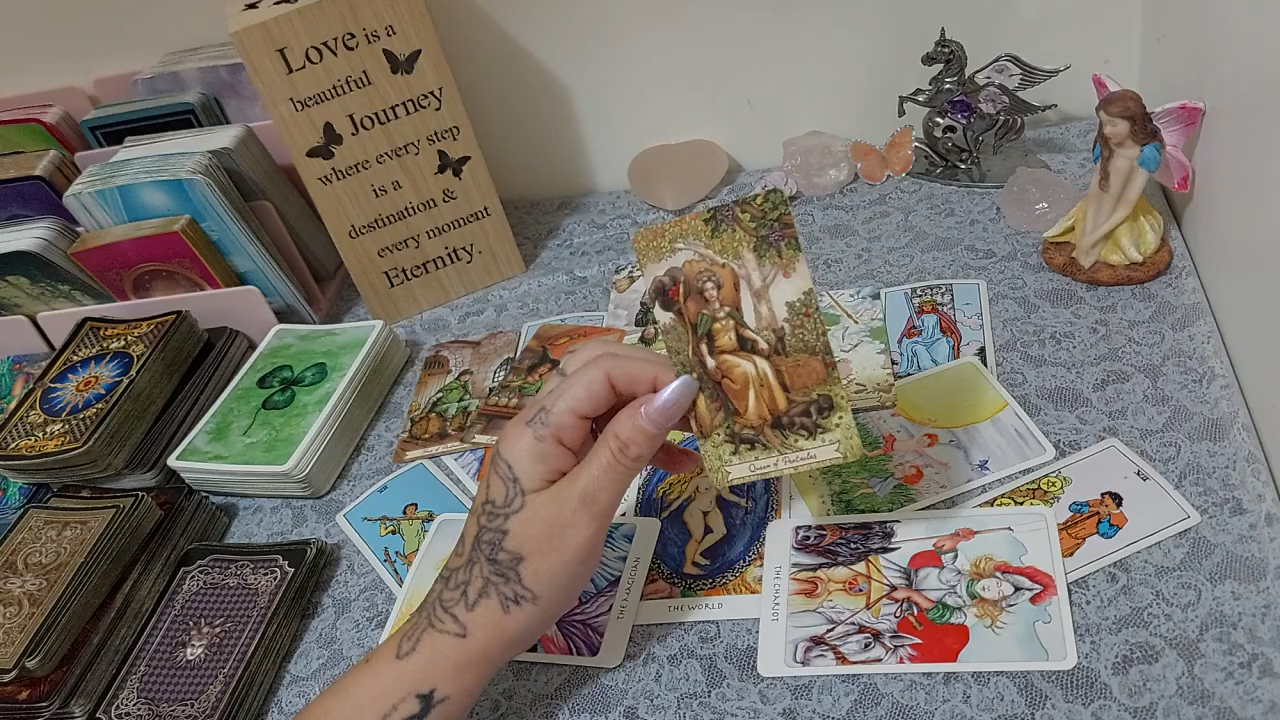 Love is a
beautiful
Journey
where every step
is a
destination &
every moment
Eternity.
Queen of Pentacles
THE MAGICIAN
THE WORLD
THE CHARIOT
VII